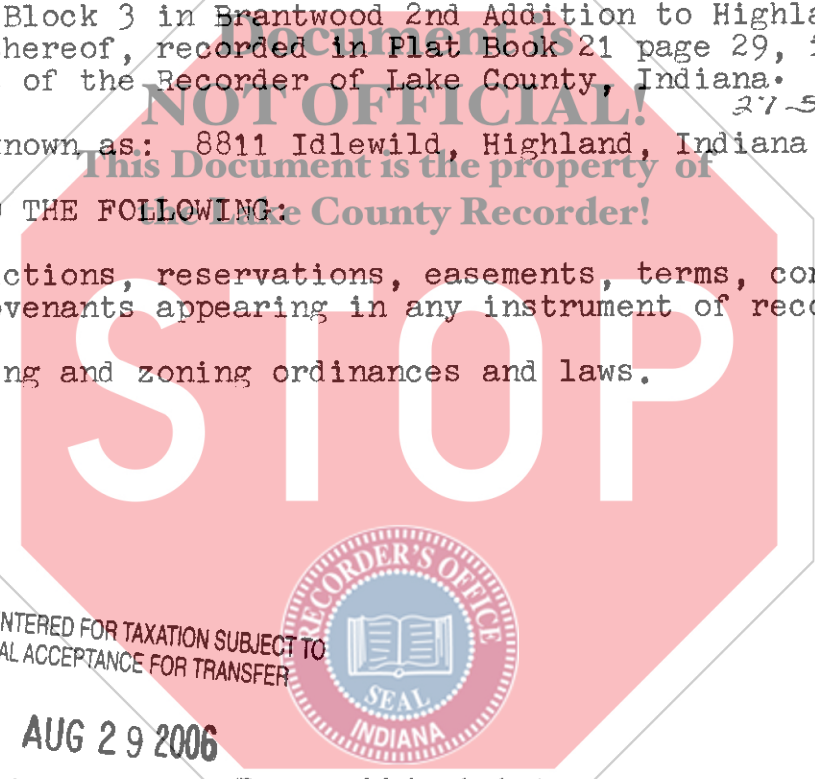 Block 3 in Brantwood 2nd Addition to Highla
Document is
hereof, recorded in Plat Book 21 page 29,
of the Recorder of Lake County, Indiana.
NOT OFFICIAL!
27-5
nown as: 8811 Idlewild, Highland, Indiana
This Document is the property of
THE FOLLOWING:
the Lake County Recorder!
ctions, reservations, easements, terms, co
venants appearing in any instrument of reco
ng and zoning ordinances and laws.
STOP
RECORDER'S OFFICE
SEAL
INDIANA
NTERED FOR TAXATION SUBJECT TO
AL ACCEPTANCE FOR TRANSFER
AUG 29 2006